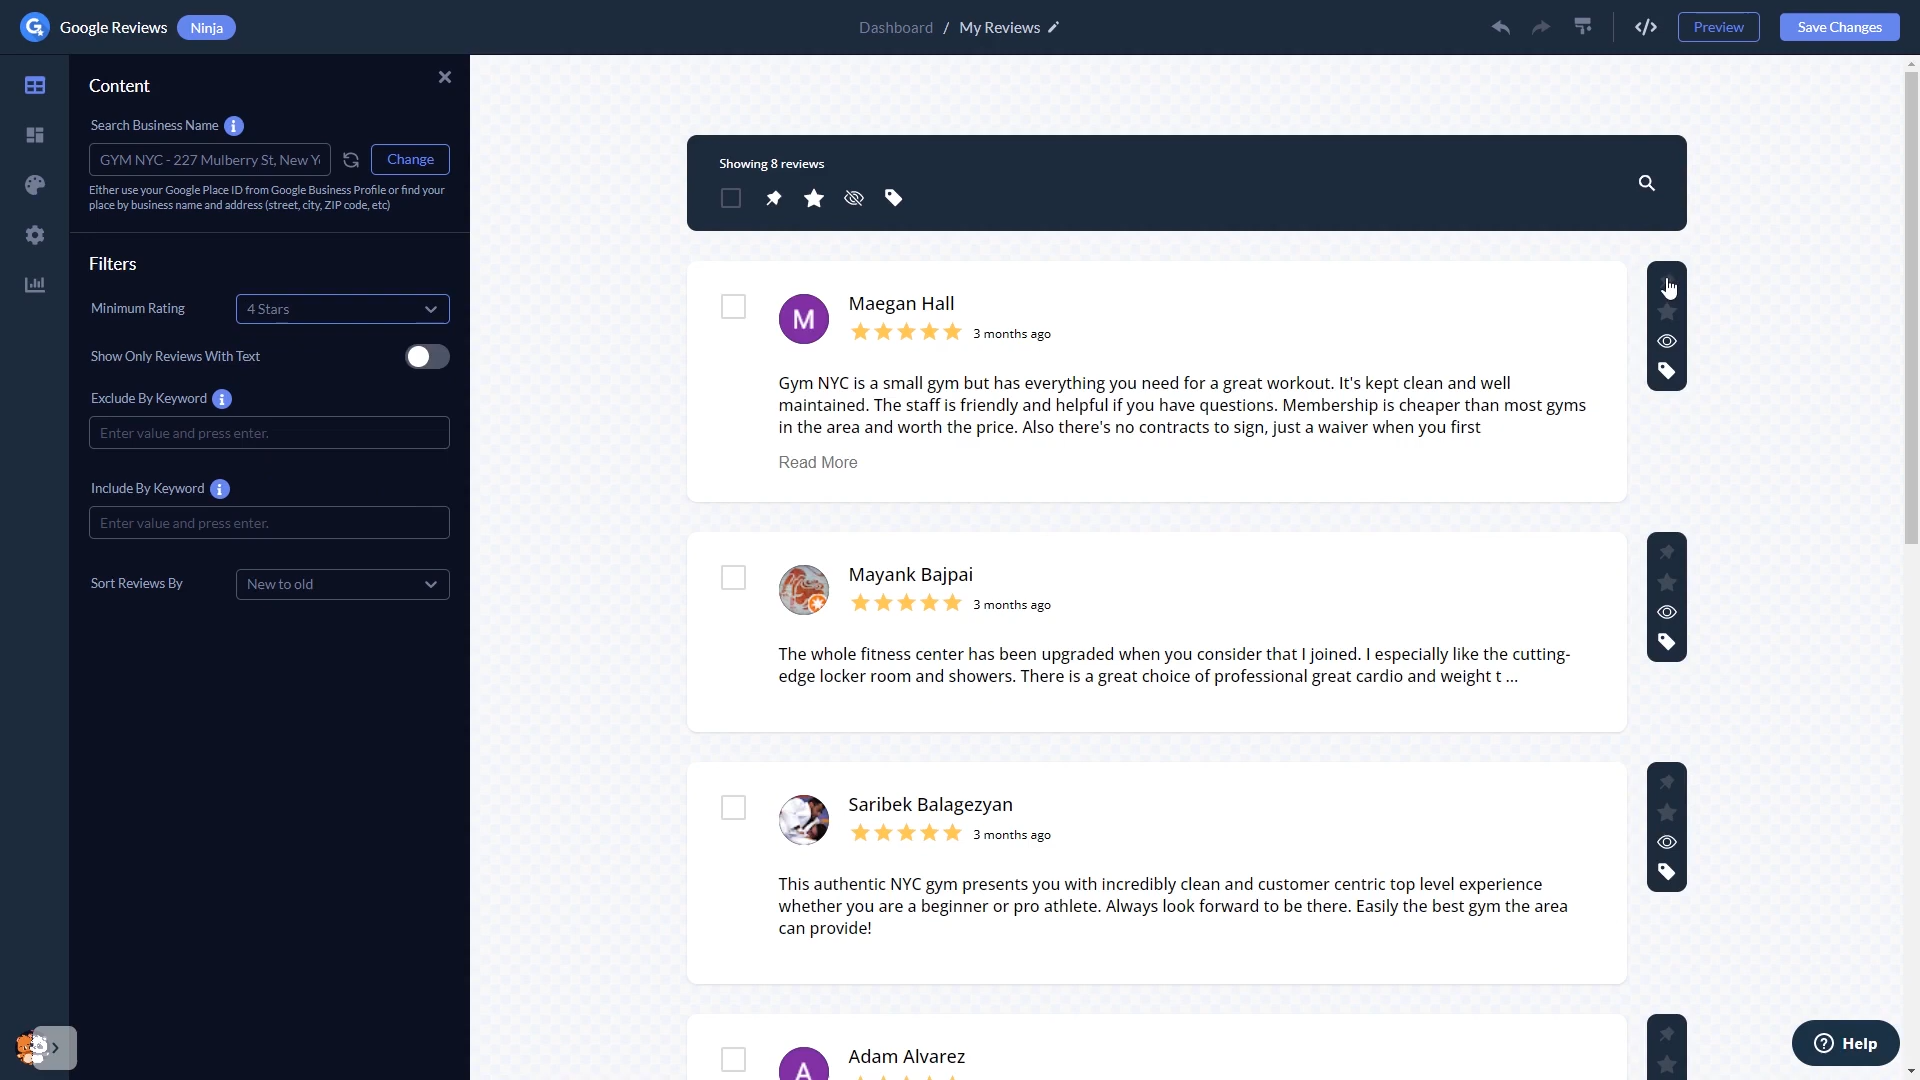 Google Reviews Ninja
Dashboard / My Reviews
Preview
Save Changes
Content
Search Business Name
GYM NYC - 227 Mulberry St, New Y
Change
Either use your Google Place ID from Google Business Profile or find your
place by business name and address (street, city, ZIP code, etc)
Filters
Minimum Rating
4 Stars
Show Only Reviews With Text
Exclude By Keyword
Enter value and press enter.
Include By Keyword
Enter value and press enter.
Sort Reviews By
New to old
Showing 8 reviews
M
Maegan Hall
3 months ago
Gym NYC is a small gym but has everything you need for a great workout. It's kept clean and well
maintained. The staff is friendly and helpful if you have questions. Membership is cheaper than most gyms
in the area and worth the price. Also there's no contracts to sign, just a waiver when you first
Read More
Mayank Bajpai
3 months ago
The whole fitness center has been upgraded when you consider that I joined. I especially like the cutting-
edge locker room and showers. There is a great choice of professional great cardio and weight t ...
Saribek Balagezyan
3 months ago
This authentic NYC gym presents you with incredibly clean and customer centric top level experience
whether you are a beginner or pro athlete. Always look forward to be there. Easily the best gym the area
can provide!
A
Adam Alvarez
Help